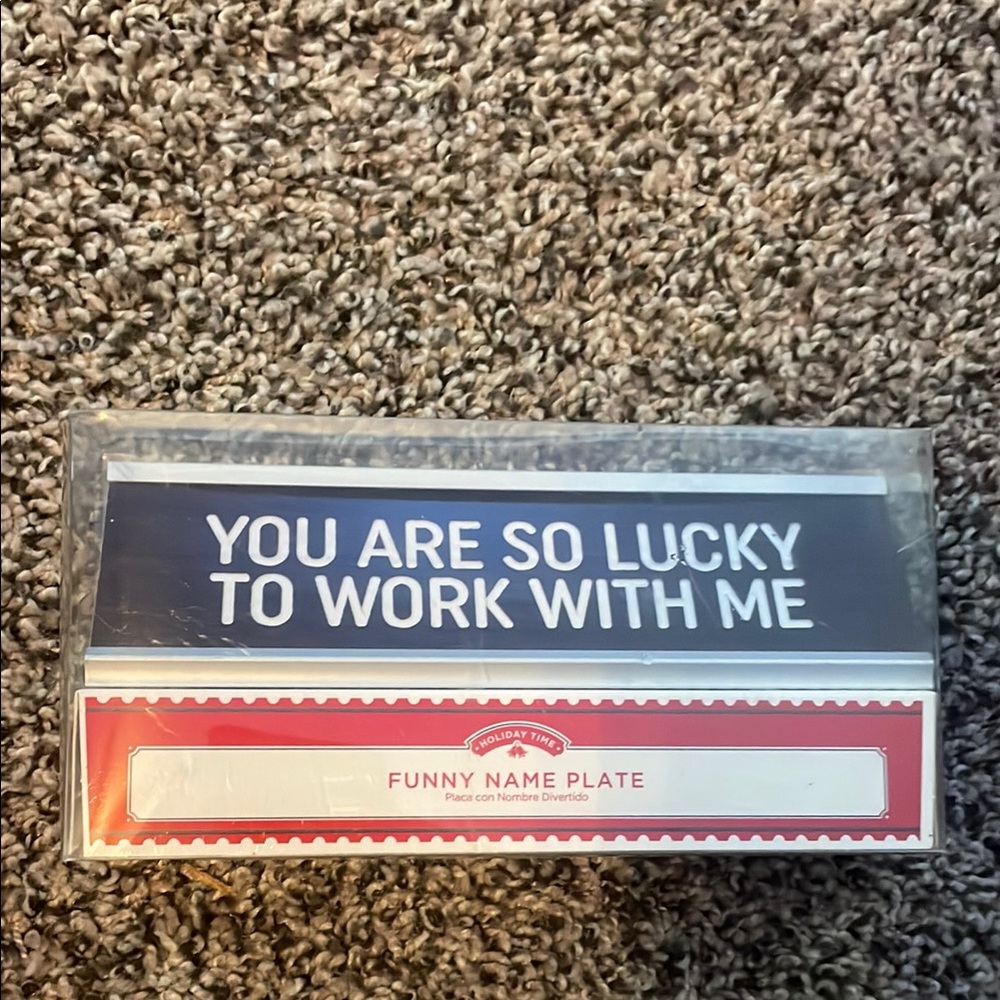 YOU ARE SO LUCKY
TO WORK WITH ME
HOLIDAY TIME
FUNNY NAME PLATE
Placa con Nombre Divertido